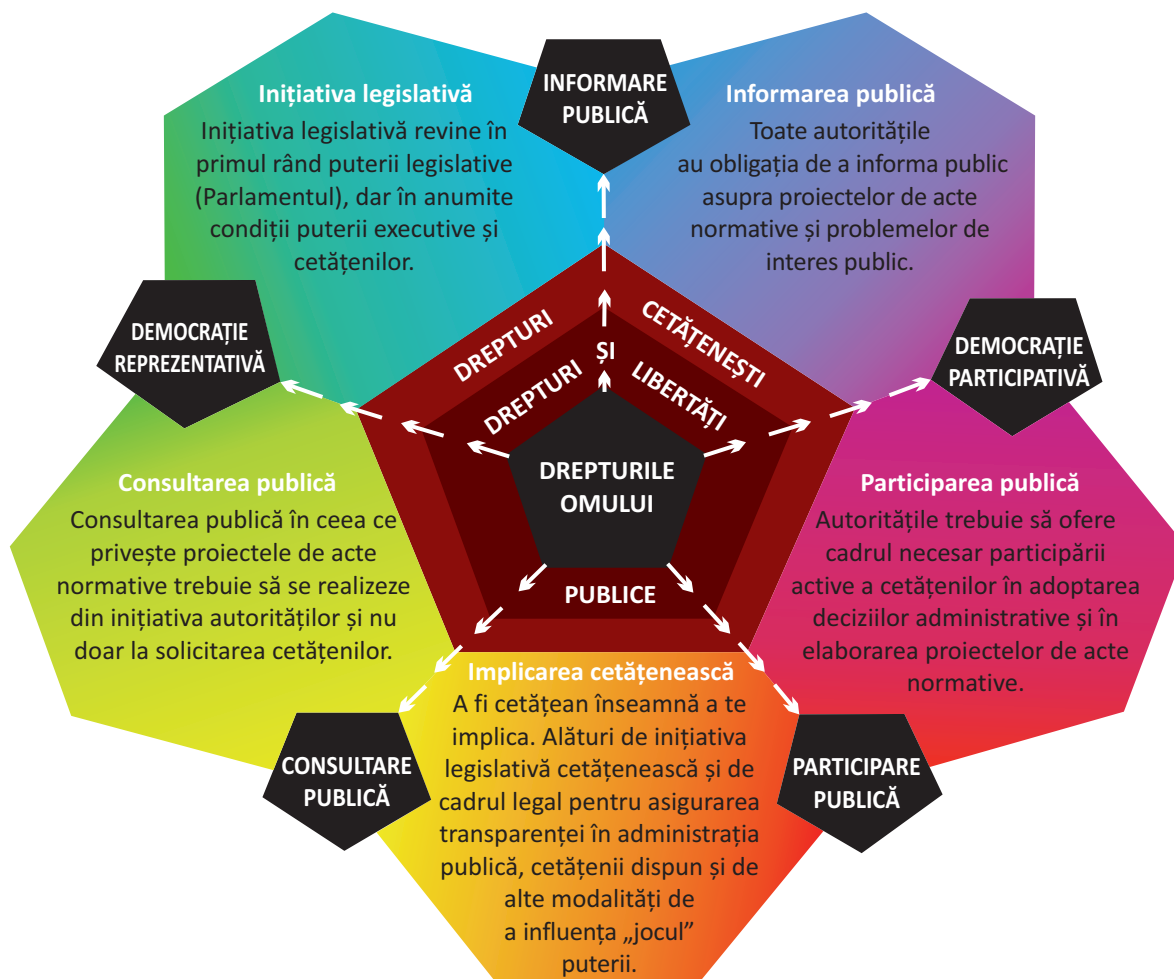 INFORMARE
PUBLICĂ
Inițiativa legislativă
Inițiativa legislativă revine în
primul rând puterii legislative
(Parlamentul), dar în anumite
condiții puterii executive și
cetățenilor.
Informarea publică
Toate autoritățile
au obligația de a informa public
asupra proiectelor de acte
normative și problemelor de
interes public.
DEMOCRAȚIE
REPREZENTATIVĂ
DEMOCRAȚIE
PARTICIPATIVĂ
DREPTURI
CETĂȚENEȘTI
DREPTURI
ȘI
LIBERTĂȚI
PUBLICE
DREPTURILE
OMULUI
Consultarea publică
Consultarea publică în ceea ce
privește proiectele de acte
normative trebuie să se realizeze
din inițiativa autorităților și nu
doar la solicitarea cetățenilor.
Participarea publică
Autoritățile trebuie să ofere
cadrul necesar participării
active a cetățenilor în adoptarea
deciziilor administrative și în
elaborarea proiectelor de acte
normative.
Implicarea cetățenească
A fi cetățean înseamnă a te
implica. Alături de inițiativa
legislativă cetățenească și de
cadrul legal pentru asigurarea
transparenței în administrația
publică, cetățenii dispun și de
alte modalități de
a influența „jocul”
puterii.
CONSULTARE
PUBLICĂ
PARTICIPARE
PUBLICĂ